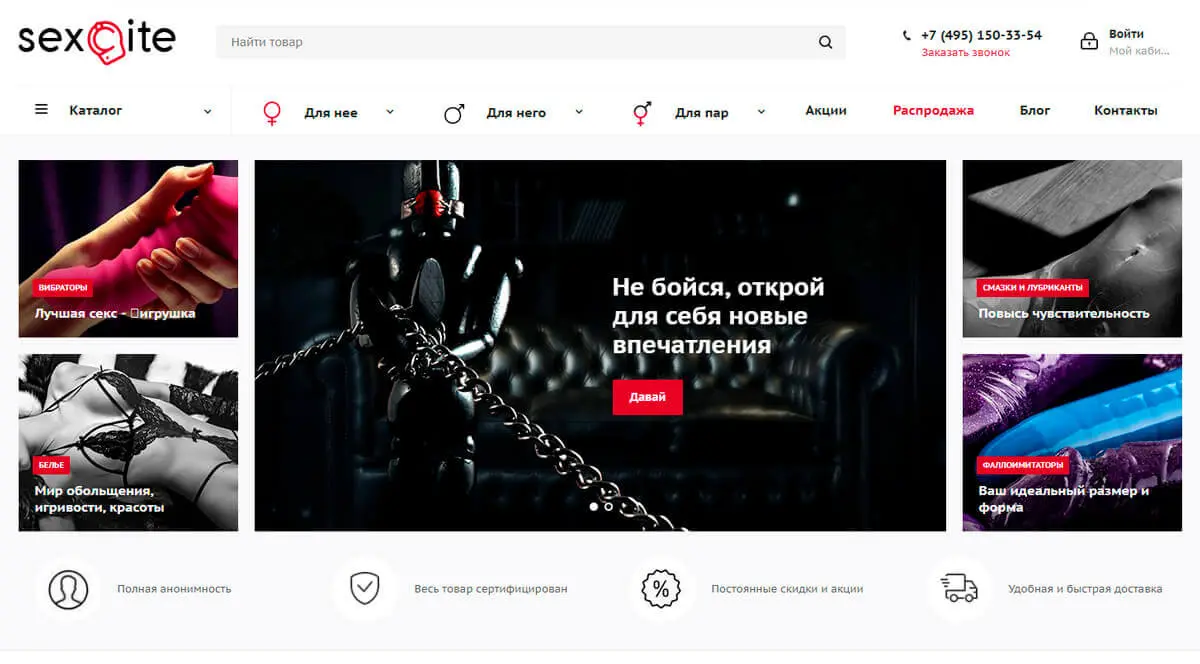 sexcite
Найти товар
+7 (495) 150-33-54
Заказать звонок
Войти
Мой каби...
Каталог
Для нее
Для него
Для пар
Акции
Распродажа
Блог
Контакты
ВИБРАТОРЫ
Лучшая секс - игрушка
БЕЛЬЕ
Мир обольщения,
игривости, красоты
Не бойся, открой
для себя новые
впечатления
Давай
СМАЗКИ И ЛУБРИКАНТЫ
Повысь чувствительность
ФАЛЛОИМИТАТОРЫ
Ваш идеальный размер и
форма
Полная анонимность
Весь товар сертифицирован
%
Постоянные скидки и акции
Удобная и быстрая доставка